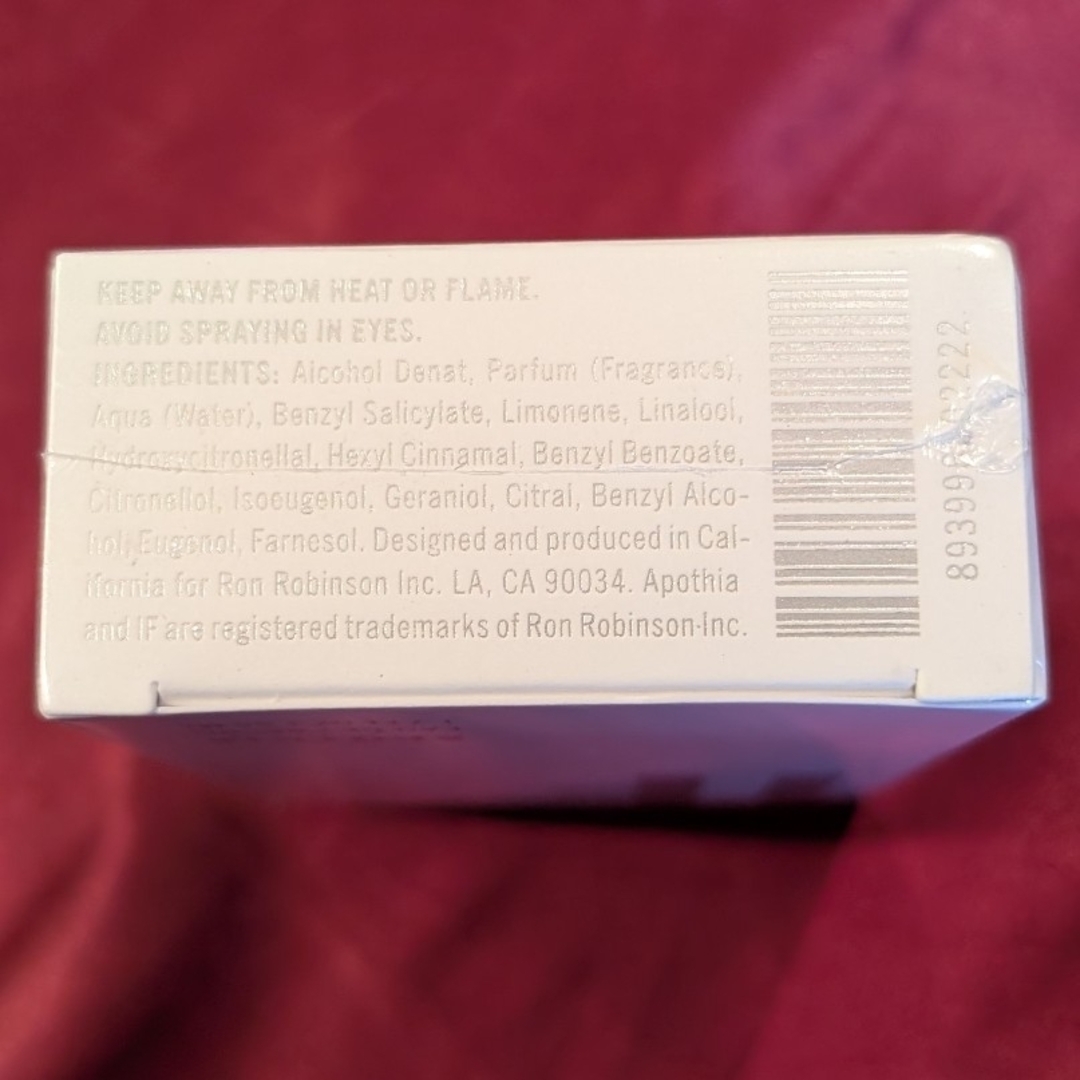 KEEP AWAY FROM HEAT OR FLAME.
AVOID SPRAYING IN EYES.
INGREDIENTS: Alcohol Denat, Parfum (Fragrance),
Aqua (Water), Benzyl Salicylate, Limonene, Linalool,
Hydroxycitronellal, Hexyl Cinnamal, Benzyl Benzoate,
Citronellol, Isoeugenol, Geraniol, Citral, Benzyl Alco-
hol, Eugenol, Farnesol. Designed and produced in Cal-
ifornia for Ron Robinson Inc. LA, CA 90034. Apothia
and IF are registered trademarks of Ron Robinson Inc.